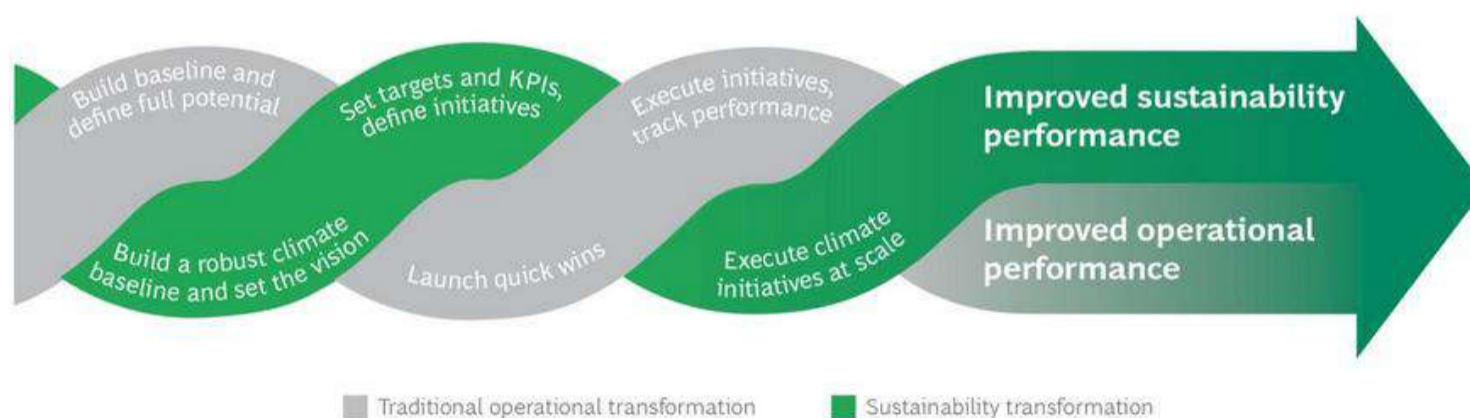 Build baseline and
define full potential
Build a robust climate
baseline and set the vision
Set targets and KPIs,
define initiatives
Launch quick wins
Execute initiatives,
track performance
Execute climate
initiatives at scale
Improved sustainability
performance
Improved operational
performance
Traditional operational transformation
Sustainability transformation